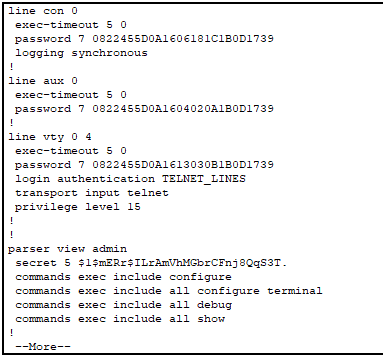 line con 0
exec-timeout 5 0
password 7 0822455D0A1606181C1B0D1739
logging synchronous
!
line aux 0
exec-timeout 5 0
password 7 0822455D0A1604020A1B0D1739
!
line vty 0 4
exec-timeout 5 0
password 7 0822455D0A1613030B1B0D1739
login authentication TELNET_LINES
transport input telnet
privilege level 15
!
!
parser view admin
secret 5 $1$mERr$ILrAmVhMGbrCFnj8QqS3T.
commands exec include configure
commands exec include all configure terminal
commands exec include all debug
commands exec include all show
!
--More--